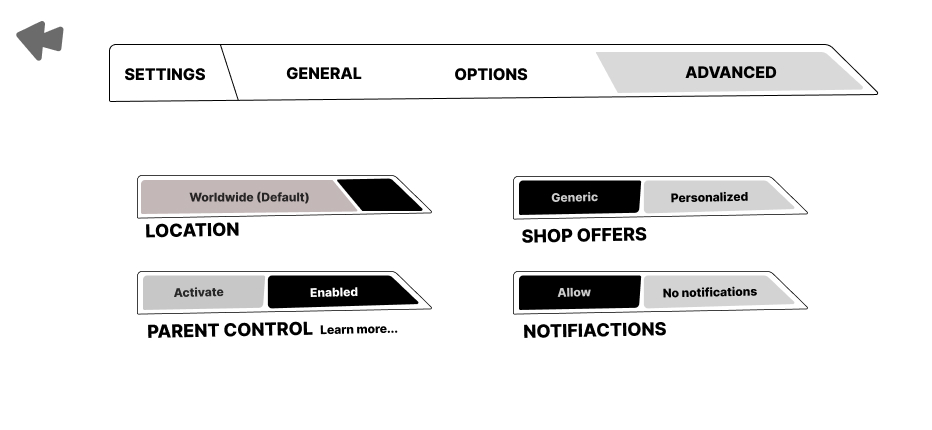 SETTINGS GENERAL OPTIONS ADVANCED
Worldwide (Default)
LOCATION
Generic Personalized
SHOP OFFERS
Activate Enabled
PARENT CONTROL Learn more...
Allow No notifications
NOTIFIACTIONS